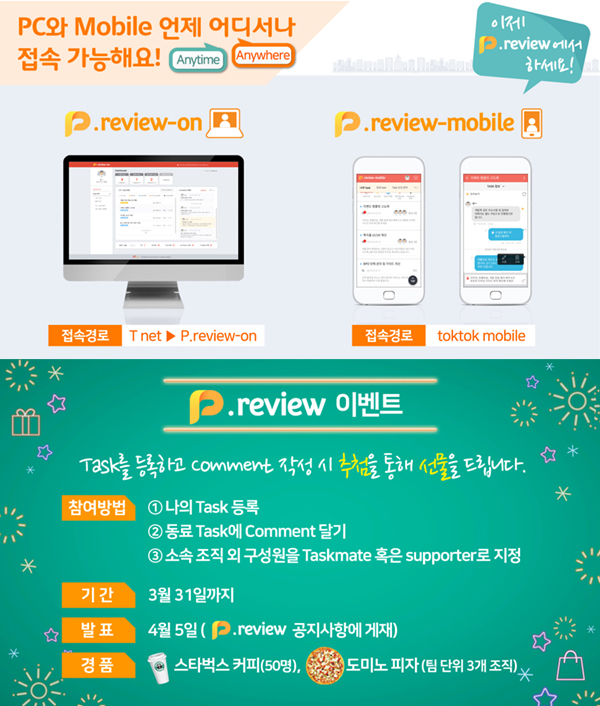 PC와 Mobile 언제 어디서나
접속 가능해요!
Anytime
Anywhere
이제
P.review에서
하세요!
P.review-on
P.review-mobile
접속경로 T net ▶ P.review-on
접속경로 toktok mobile
P.review 이벤트
Task를 등록하고 comment 작성 시 추첨을 통해 선물을 드립니다.
참여방법
① 나의 Task 등록
② 동료 Task에 Comment 달기
③ 소속 조직 외 구성원을 Taskmate 혹은 supporter로 지정
기 간 3월 31일까지
발 표 4월 5일 ( P.review 공지사항에 게재)
경 품 스타벅스 커피(50명), 도미노 피자 (팀 단위 3개 조직)